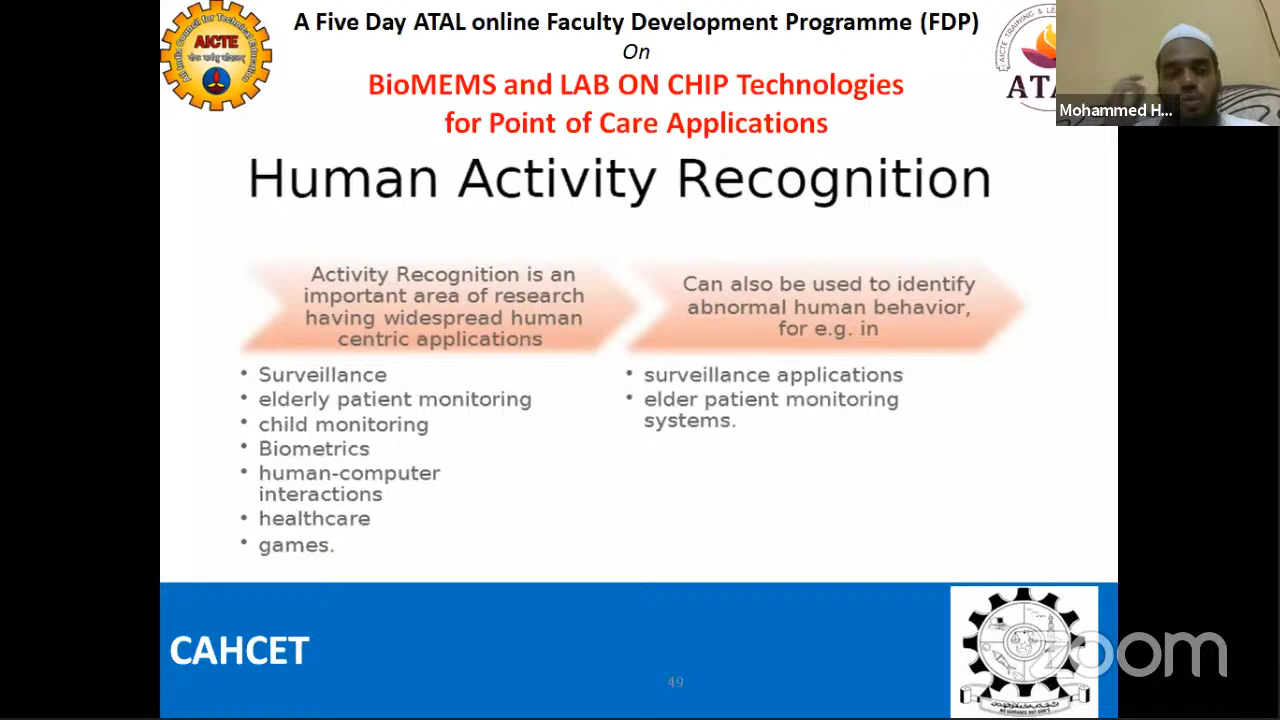 A Five Day ATAL online Faculty Development Programme (FDP)
On
BioMEMS and LAB ON CHIP Technologies
for Point of Care Applications
AICTE
ATA
Mohammed H...
Human Activity Recognition
Activity Recognition is an
important area of research
having widespread human
centric applications
• Surveillance
• elderly patient monitoring
• child monitoring
• Biometrics
• human-computer
interactions
• healthcare
• games.
Can also be used to identify
abnormal human behavior,
for e.g. in
• surveillance applications
• elder patient monitoring
systems.
CAHCET
49
zoom